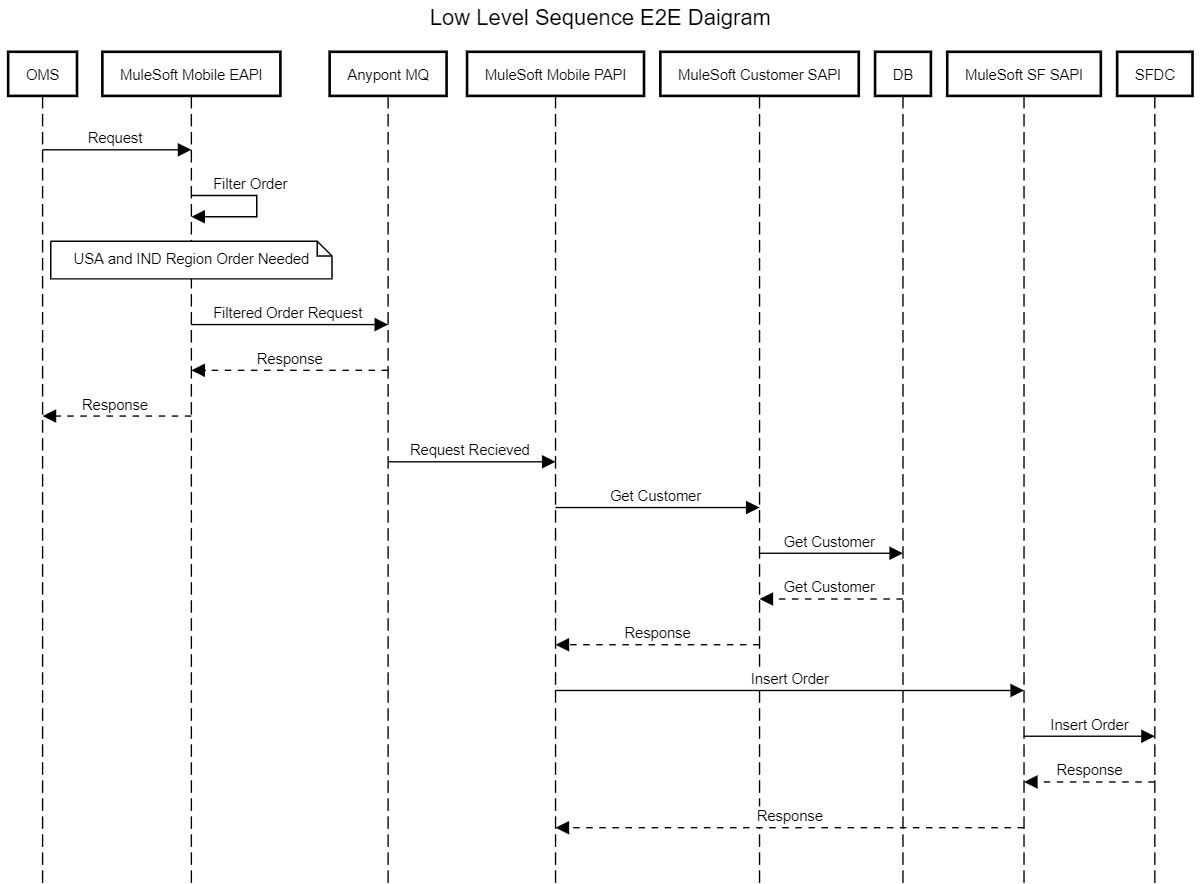 Low Level Sequence E2E Daigram
OMS
MuleSoft Mobile EAPI
Anypont MQ
MuleSoft Mobile PAPI
MuleSoft Customer SAPI
DB
MuleSoft SF SAPI
SFDC
Request
Filter Order
USA and IND Region Order Needed
Filtered Order Request
Response
Response
Request Recieved
Get Customer
Get Customer
Get Customer
Response
Insert Order
Insert Order
Response
Response